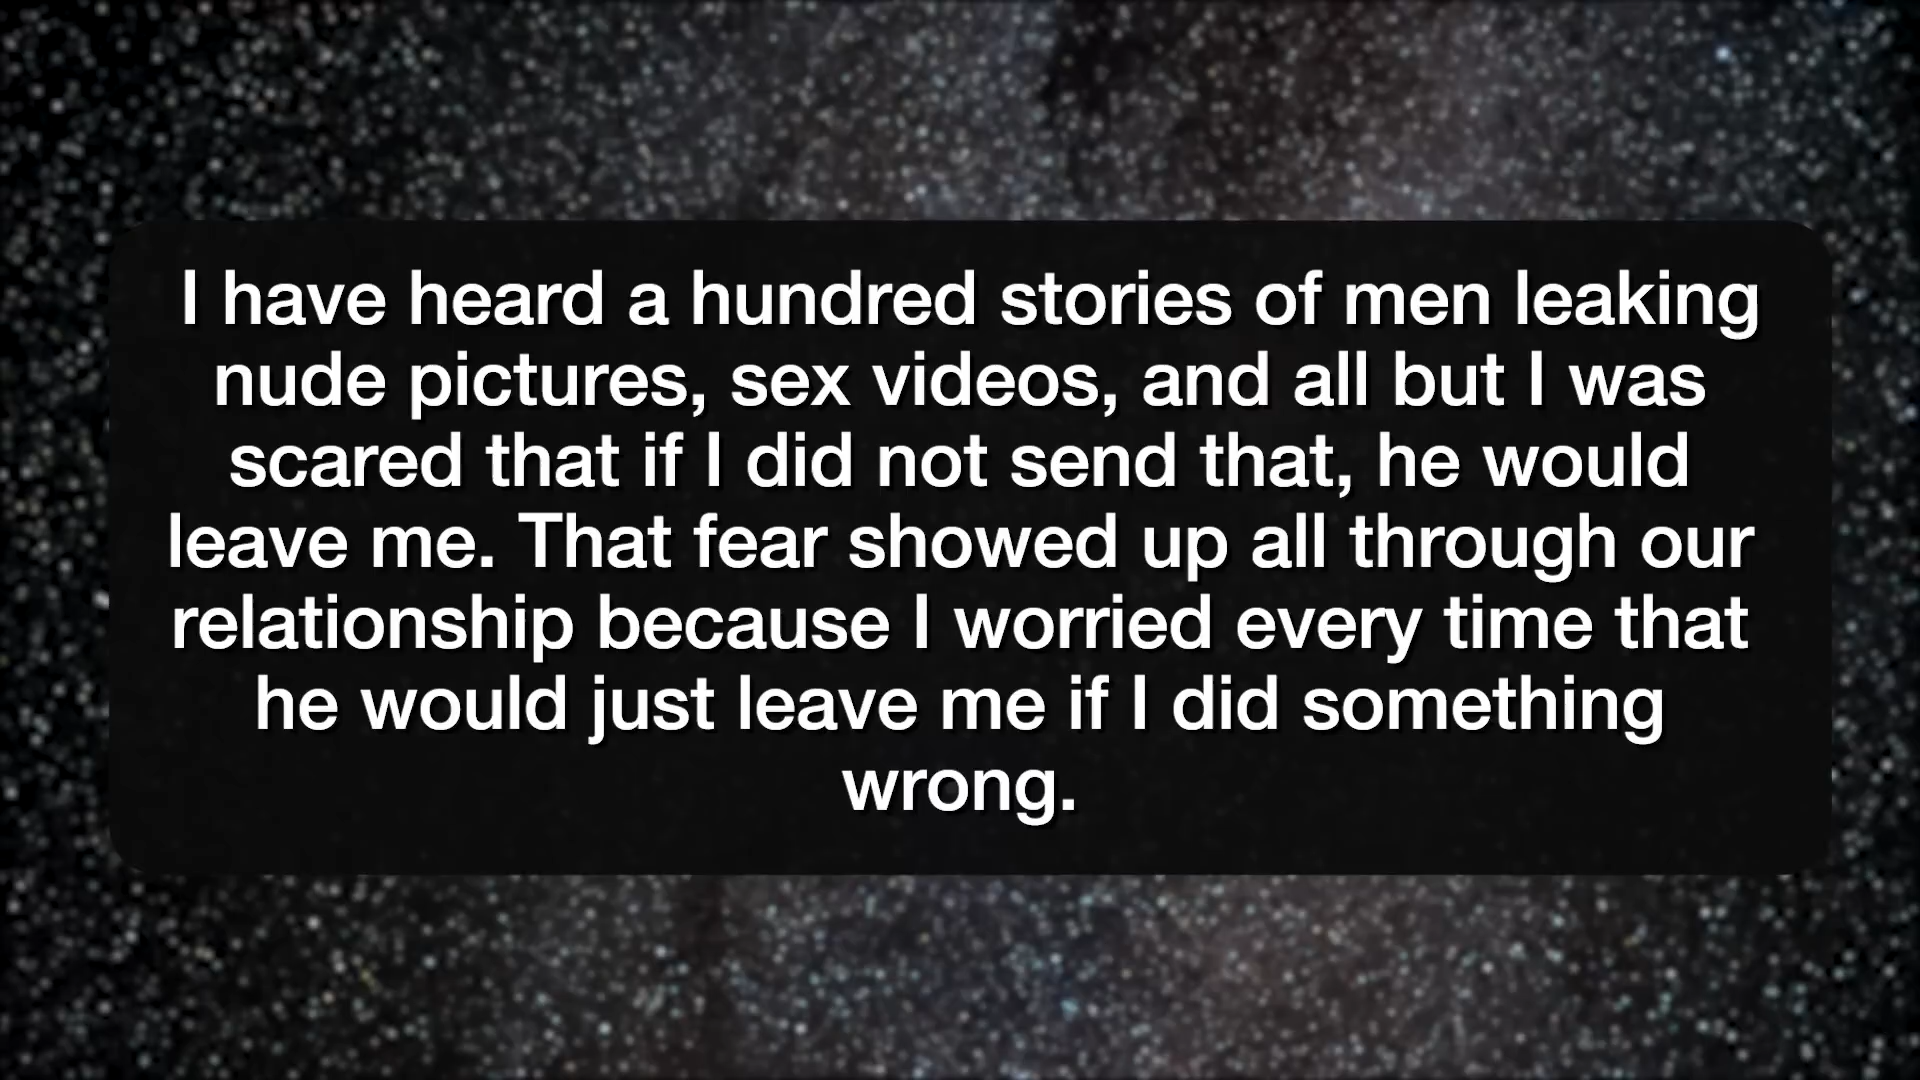 I have heard a hundred stories of men leaking
nude pictures, sex videos, and all but I was
scared that if I did not send that, he would
leave me. That fear showed up all through our
relationship because I worried every time that
he would just leave me if I did something
wrong.